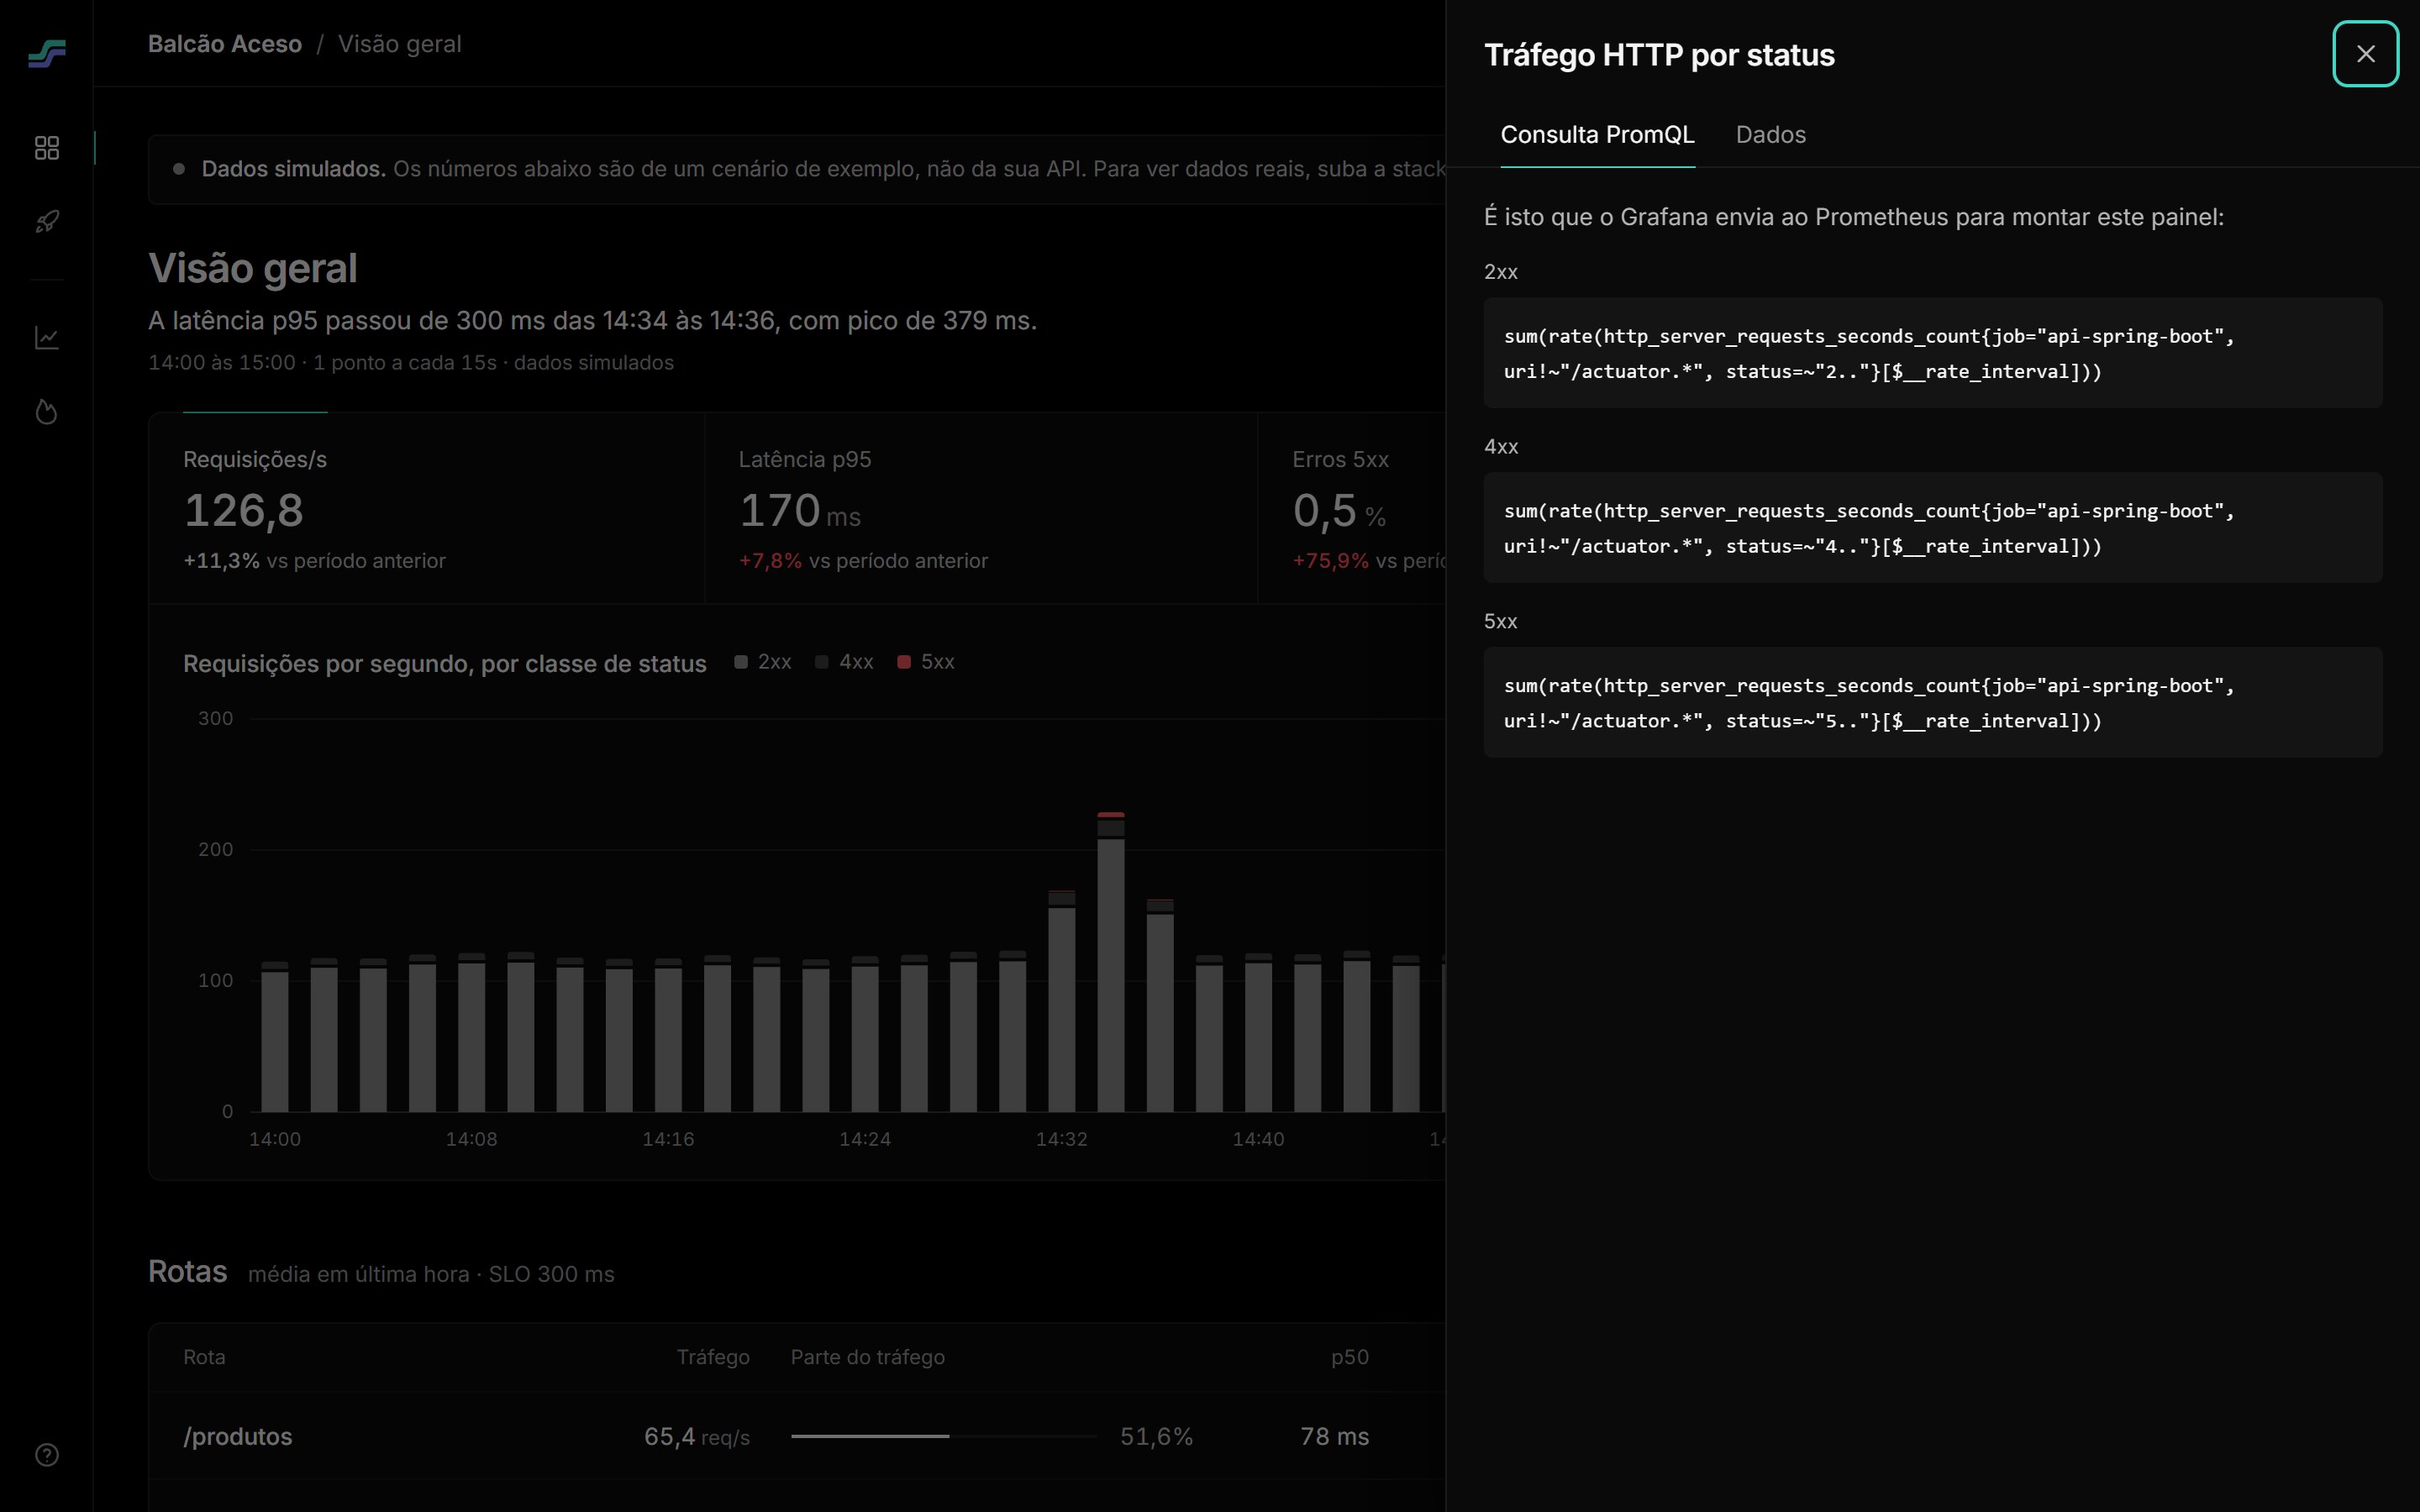 Balcão Aceso / Visão geral
Dados simulados. Os números abaixo são de um cenário de exemplo, não da sua API. Para ver dados reais, suba a stack
Visão geral
A latência p95 passou de 300 ms das 14:34 às 14:36, com pico de 379 ms.
14:00 às 15:00 · 1 ponto a cada 15s · dados simulados
Requisições/s
126,8
+11,3% vs período anterior
Latência p95
170 ms
+7,8% vs período anterior
Erros 5xx
0,5 %
+75,9% vs
Requisições por segundo, por classe de status
2xx 4xx 5xx
300
200
100
0
14:00 14:08 14:16 14:24 14:32 14:40
Rotas média em última hora · SLO 300 ms
Rota Tráfego Parte do tráfego p50
/produtos 65,4 req/s 51,6% 78 ms
Tráfego HTTP por status
Consulta PromQL Dados
É isto que o Grafana envia ao Prometheus para montar este painel:
2xx
sum(rate(http_server_requests_seconds_count{job="api-spring-boot",
uri!~"/actuator.*", status=~"2.."}[$__rate_interval]))
4xx
sum(rate(http_server_requests_seconds_count{job="api-spring-boot",
uri!~"/actuator.*", status=~"4.."}[$__rate_interval]))
5xx
sum(rate(http_server_requests_seconds_count{job="api-spring-boot",
uri!~"/actuator.*", status=~"5.."}[$__rate_interval]))